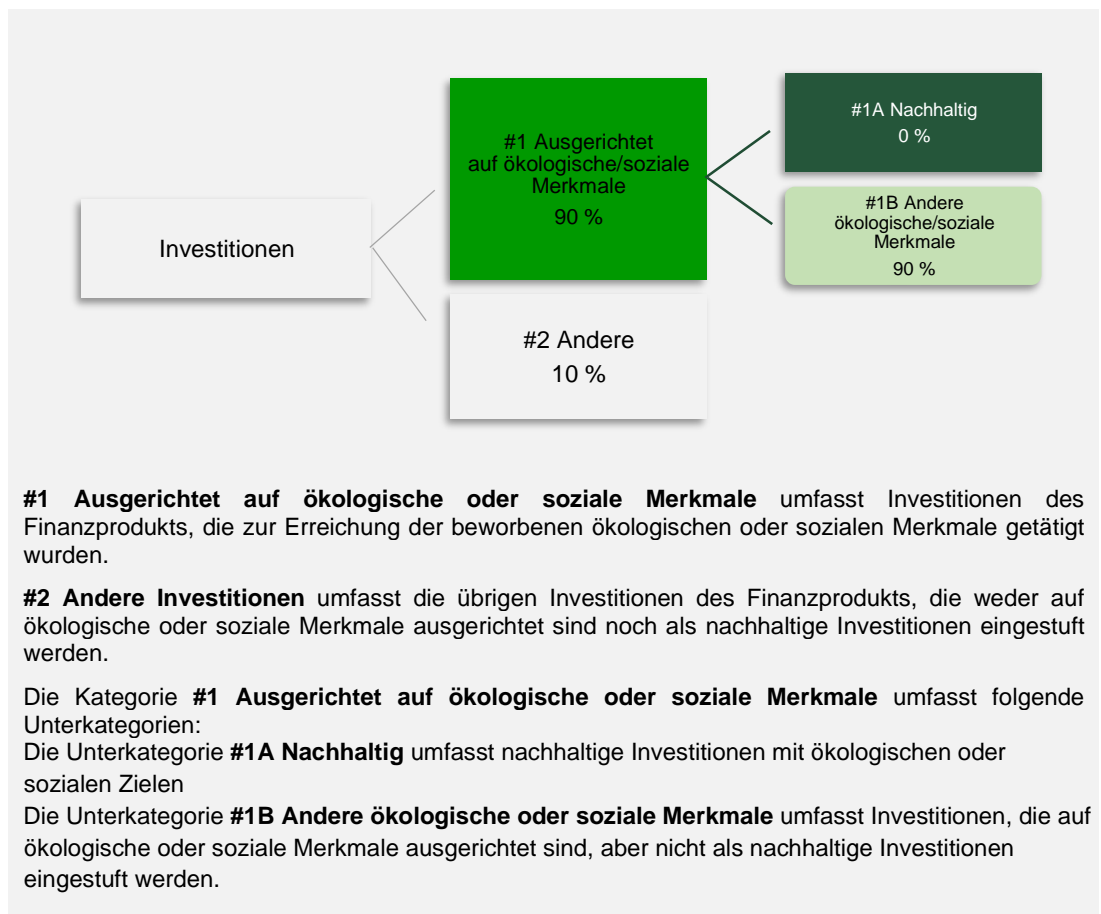 Investitionen
#1 Ausgerichtet
auf ökologische/soziale
Merkmale
90 %
#2 Andere
10 %
#1A Nachhaltig
0 %
#1B Andere
ökologische/soziale
Merkmale
90 %
#1 Ausgerichtet auf ökologische oder soziale Merkmale umfasst Investitionen des
Finanzprodukts, die zur Erreichung der beworbenen ökologischen oder sozialen Merkmale getätigt
wurden.
#2 Andere Investitionen umfasst die übrigen Investitionen des Finanzprodukts, die weder auf
ökologische oder soziale Merkmale ausgerichtet sind noch als nachhaltige Investitionen eingestuft
werden.
Die Kategorie #1 Ausgerichtet auf ökologische oder soziale Merkmale umfasst folgende
Unterkategorien:
Die Unterkategorie #1A Nachhaltig umfasst nachhaltige Investitionen mit ökologischen oder
sozialen Zielen
Die Unterkategorie #1B Andere ökologische oder soziale Merkmale umfasst Investitionen, die auf
ökologische oder soziale Merkmale ausgerichtet sind, aber nicht als nachhaltige Investitionen
eingestuft werden.